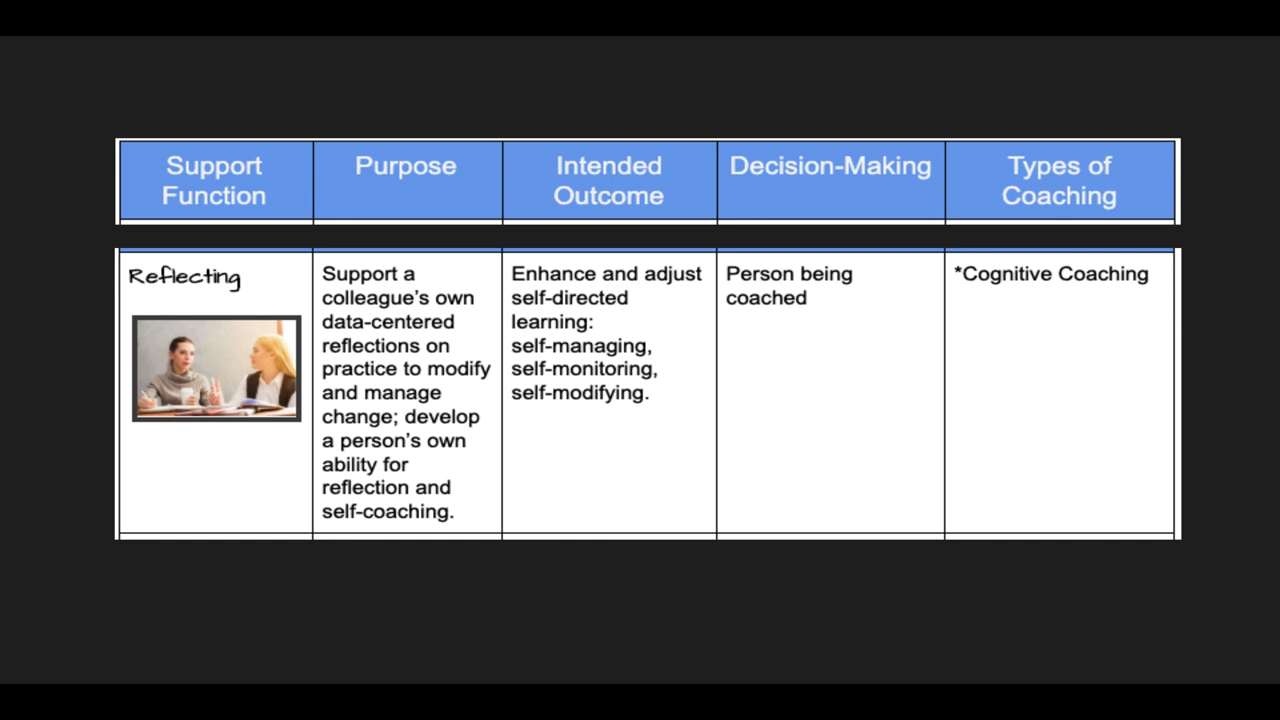 Support
Function
Purpose
Intended
Outcome
Decision-Making
Types of
Coaching
Reflecting
Support a
colleague’s own
data-centered
reflections on
practice to modify
and manage
change; develop
a person’s own
ability for
reflection and
self-coaching.
Enhance and adjust
self-directed
learning:
self-managing,
self-monitoring,
self-modifying.
Person being
coached
*Cognitive Coaching